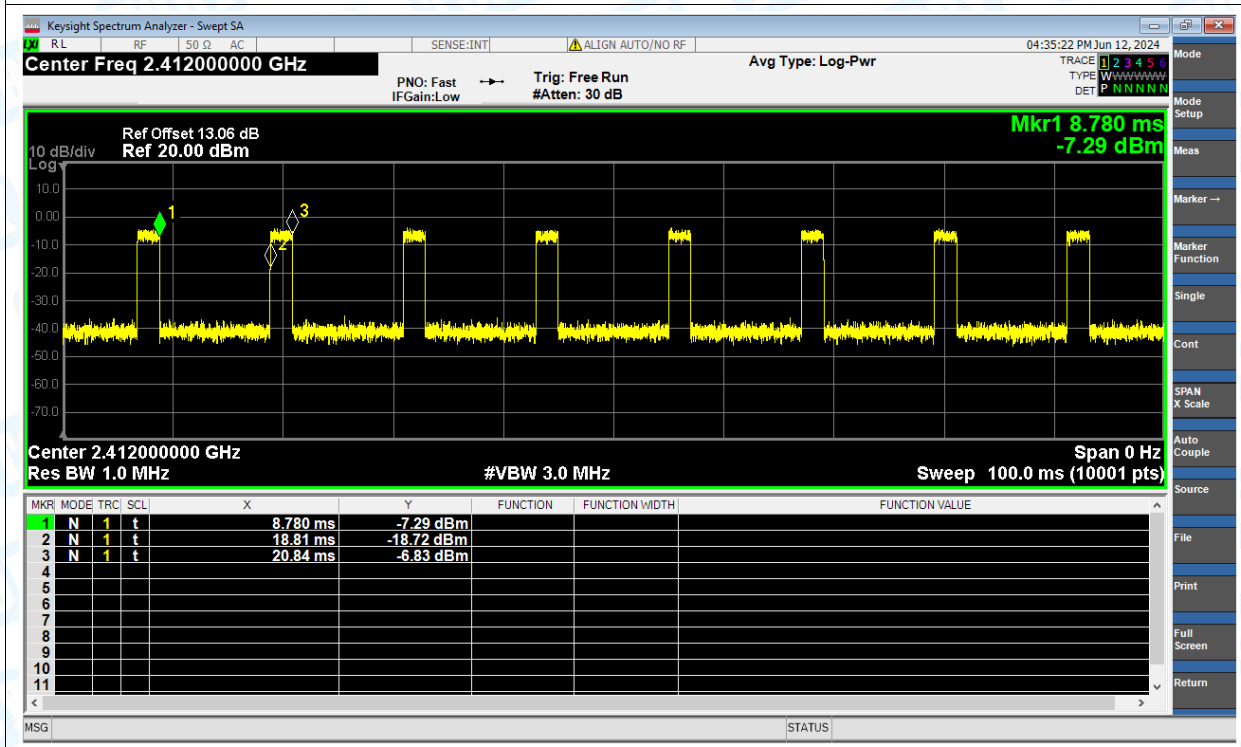 Keysight Spectrum Analyzer - Swept SA
LXI RL RF 50 Ω AC SENSE:INT ALIGN AUTO/NO RF 04:35:22 PM Jun 12, 2024
Center Freq 2.412000000 GHz
PNO: Fast
IFGain:Low
Trig: Free Run
#Atten: 30 dB
Avg Type: Log-Pwr
TRACE 1 2 3 4 5 6
TYPE WWWWWW
DET P N N N N N
Mkr1 8.780 ms
-7.29 dBm
Ref Offset 13.06 dB
10 dB/div Ref 20.00 dBm
Log
10.0
0.00
-10.0
-20.0
-30.0
-40.0
-50.0
-60.0
-70.0
1
2
3
Center 2.412000000 GHz Span 0 Hz
Res BW 1.0 MHz #VBW 3.0 MHz Sweep 100.0 ms (10001 pts)
MKR MODE TRC SCL X Y FUNCTION FUNCTION WIDTH FUNCTION VALUE
1 N 1 t 8.780 ms -7.29 dBm
2 N 1 t 18.81 ms -18.72 dBm
3 N 1 t 20.84 ms -6.83 dBm
4
5
6
7
8
9
10
11
MSG STATUS
Mode
Mode
Setup
Meas
Marker →
Marker
Function
Single
Cont
SPAN
X Scale
Auto
Couple
Source
File
Print
Full
Screen
Return